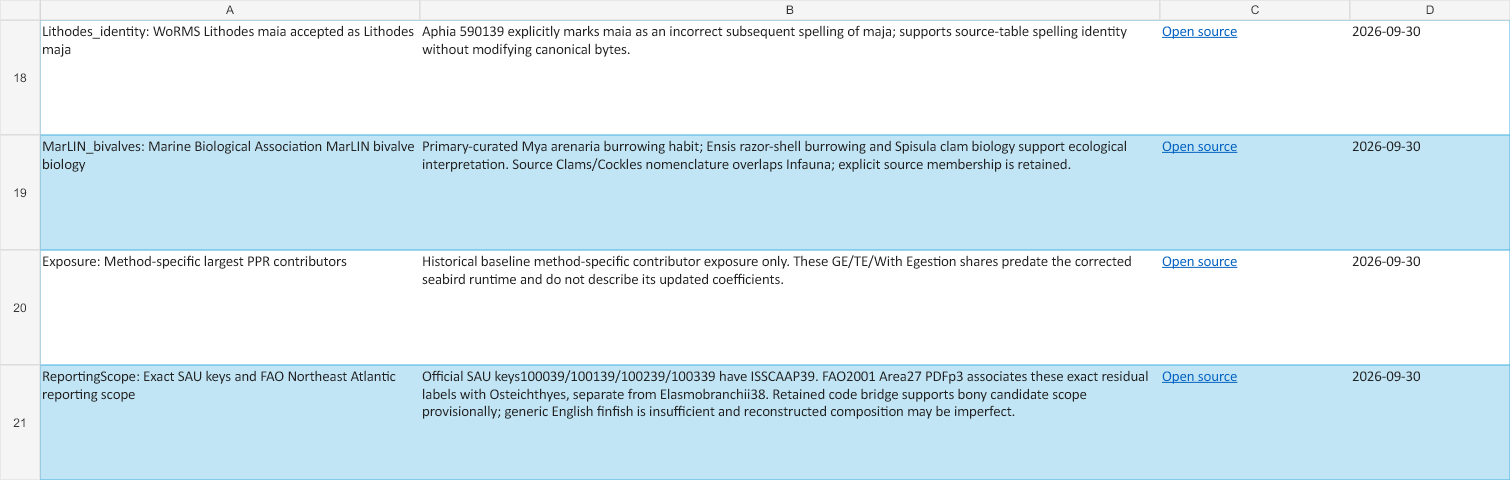 A B C D
18 Lithodes_identity: WoRMS Lithodes maia accepted as Lithodes maja
Aphia 590139 explicitly marks maia as an incorrect subsequent spelling of maja; supports source-table spelling identity
without modifying canonical bytes.
Open source
2026-09-30
19 MarLIN_bivalves: Marine Biological Association MarLIN bivalve
biology
Primary-curated Mya arenaria burrowing habit; Ensis razor-shell burrowing and Spisula clam biology support ecological
interpretation. Source Clams/Cockles nomenclature overlaps Infauna; explicit source membership is retained.
Open source
2026-09-30
20 Exposure: Method-specific largest PPR contributors
Historical baseline method-specific contributor exposure only. These GE/TE/With Egestion shares predate the corrected
seabird runtime and do not describe its updated coefficients.
Open source
2026-09-30
21 ReportingScope: Exact SAU keys and FAO Northeast Atlantic
reporting scope
Official SAU keys100039/100139/100239/100339 have ISSCAAP39. FAO2001 Area27 PDFp3 associates these exact residual
labels with Osteichthyes, separate from Elasmobranchii38. Retained code bridge supports bony candidate scope
provisionally; generic English finfish is insufficient and reconstructed composition may be imperfect.
Open source
2026-09-30